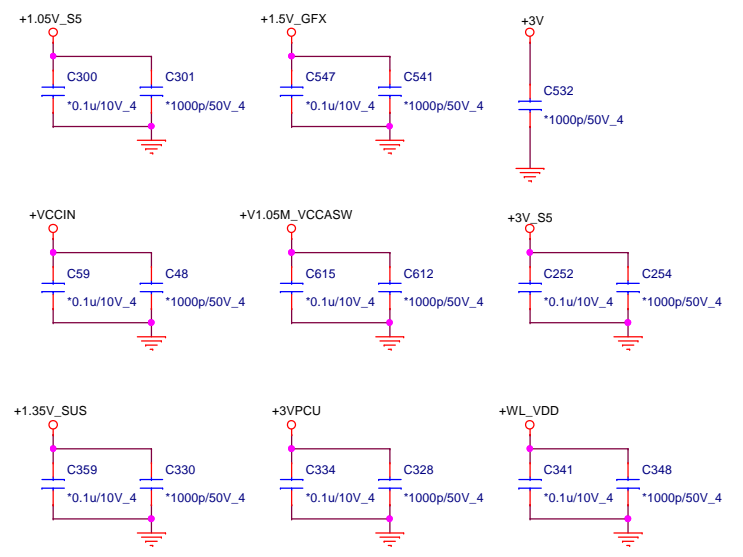 +1.05V_S5
+1.5V_GFX
+3V
C300
C301
C547
C541
C532
*0.1u/10V_4
*1000p/50V_4
*0.1u/10V_4
*1000p/50V_4
*1000p/50V_4
+VCCIN
+V1.05M_VCCASW
+3V_S5
C59
C48
C615
C612
C252
C254
*0.1u/10V_4
*1000p/50V_4
*0.1u/10V_4
*1000p/50V_4
*0.1u/10V_4
*1000p/50V_4
+1.35V_SUS
+3VPCU
+WL_VDD
C359
C330
C334
C328
C341
C348
*0.1u/10V_4
*1000p/50V_4
*0.1u/10V_4
*1000p/50V_4
*0.1u/10V_4
*1000p/50V_4